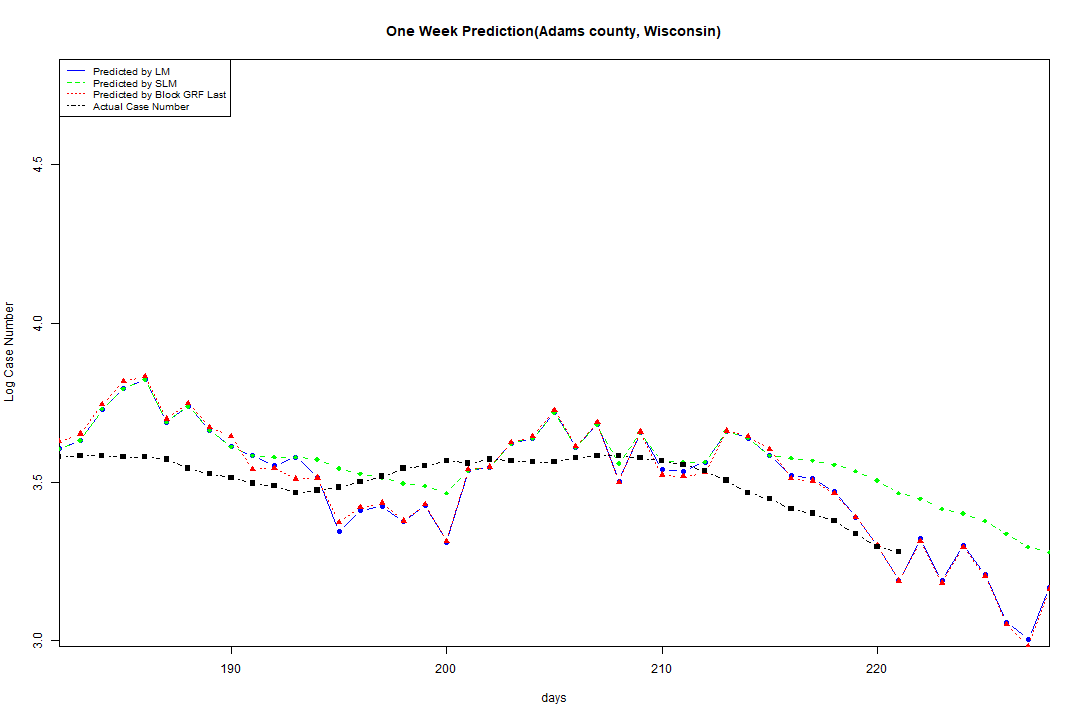 One Week Prediction(Adams county, Wisconsin)
Predicted by LM
Predicted by SLM
Predicted by Block GRF Last
Actual Case Number
4.5
4.0
3.5
3.0
Log Case Number
190 200 210 220
days